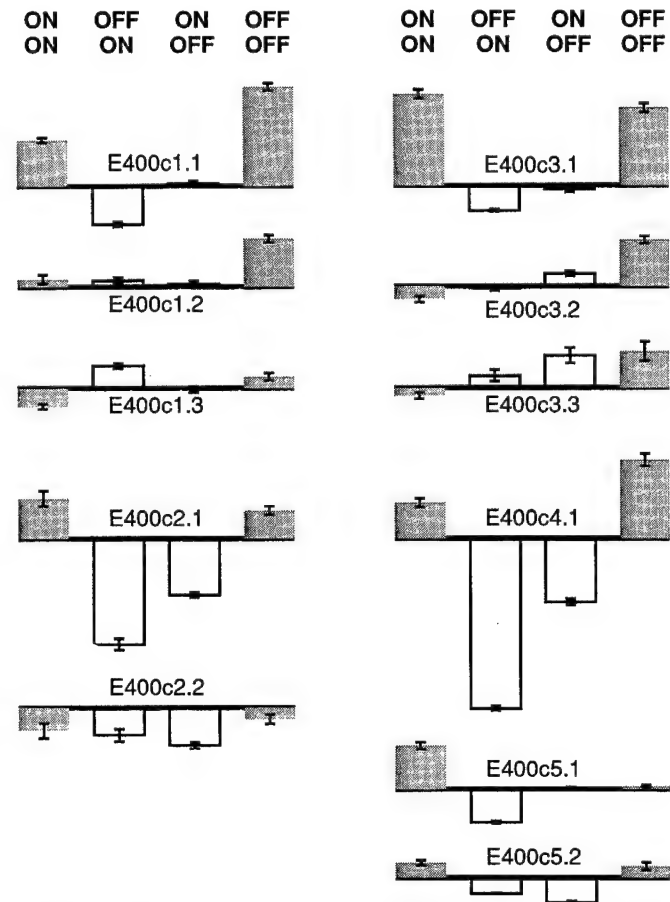 ON OFF ON OFF
ON ON OFF OFF
E400c1.1
E400c1.2
E400c1.3
E400c2.1
E400c2.2
ON OFF ON OFF
ON ON OFF OFF
E400c3.1
E400c3.2
E400c3.3
E400c4.1
E400c5.1
E400c5.2